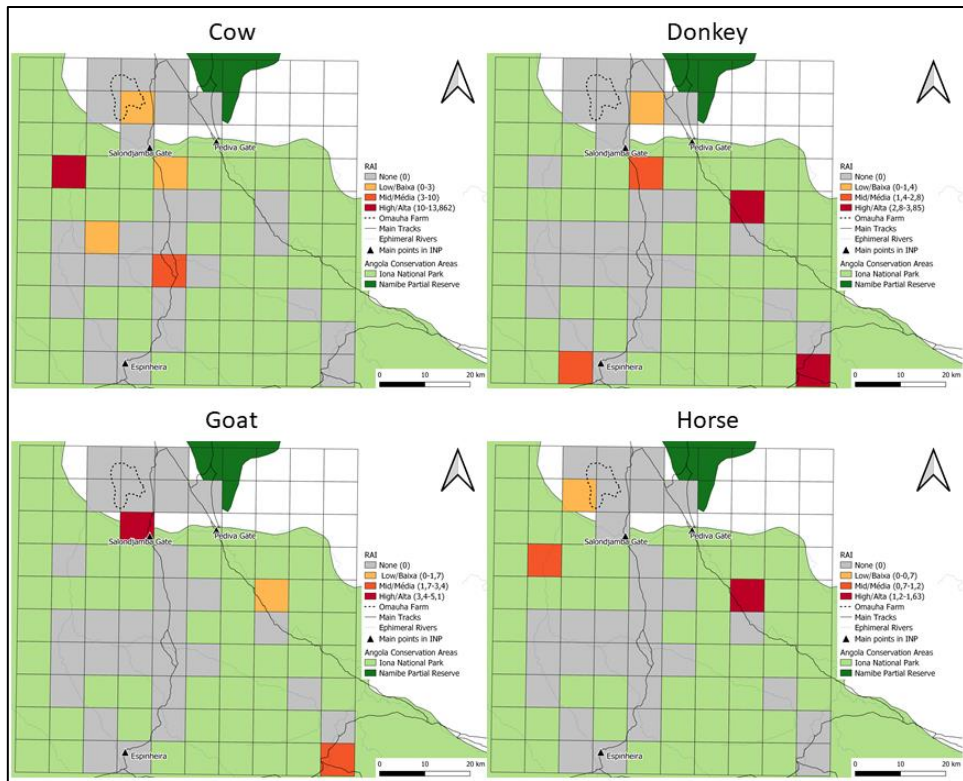 Cow
Salondjamba Gate
Pediva Gate
Espinheira
RAI
None (0)
Low/Baixa (0-3)
Mid/Média (3-10)
High/Alta (10-13,862)
Omauha Farm
Main Tracks
Ephimeral Rivers
Main points in INP
Angola Conservation Areas
Iona National Park
Namibe Partial Reserve
0 10 20 km
Donkey
Salondjamba Gate
Pediva Gate
Espinheira
RAI
None (0)
Low/Baixa (0-1,4)
Mid/Média (1,4-2,8)
High/Alta (2,8-3,85)
Omauha Farm
Main Tracks
Ephimeral Rivers
Main points in INP
Angola Conservation Areas
Iona National Park
Namibe Partial Reserve
0 10 20 km
Goat
Salondjamba Gate
Pediva Gate
Espinheira
RAI
None (0)
Low/Baixa (0-1,7)
Mid/Média (1,7-3,4)
High/Alta (3,4-5,1)
Omauha Farm
Main Tracks
Ephimeral Rivers
Main points in INP
Angola Conservation Areas
Iona National Park
Namibe Partial Reserve
0 10 20 km
Horse
Salondjamba Gate
Pediva Gate
Espinheira
RAI
None (0)
Low/Baixa (0-0,7)
Mid/Média (0,7-1,2)
High/Alta (1,2-1,63)
Omauha Farm
Main Tracks
Ephimeral Rivers
Main points in INP
Angola Conservation Areas
Iona National Park
Namibe Partial Reserve
0 10 20 km